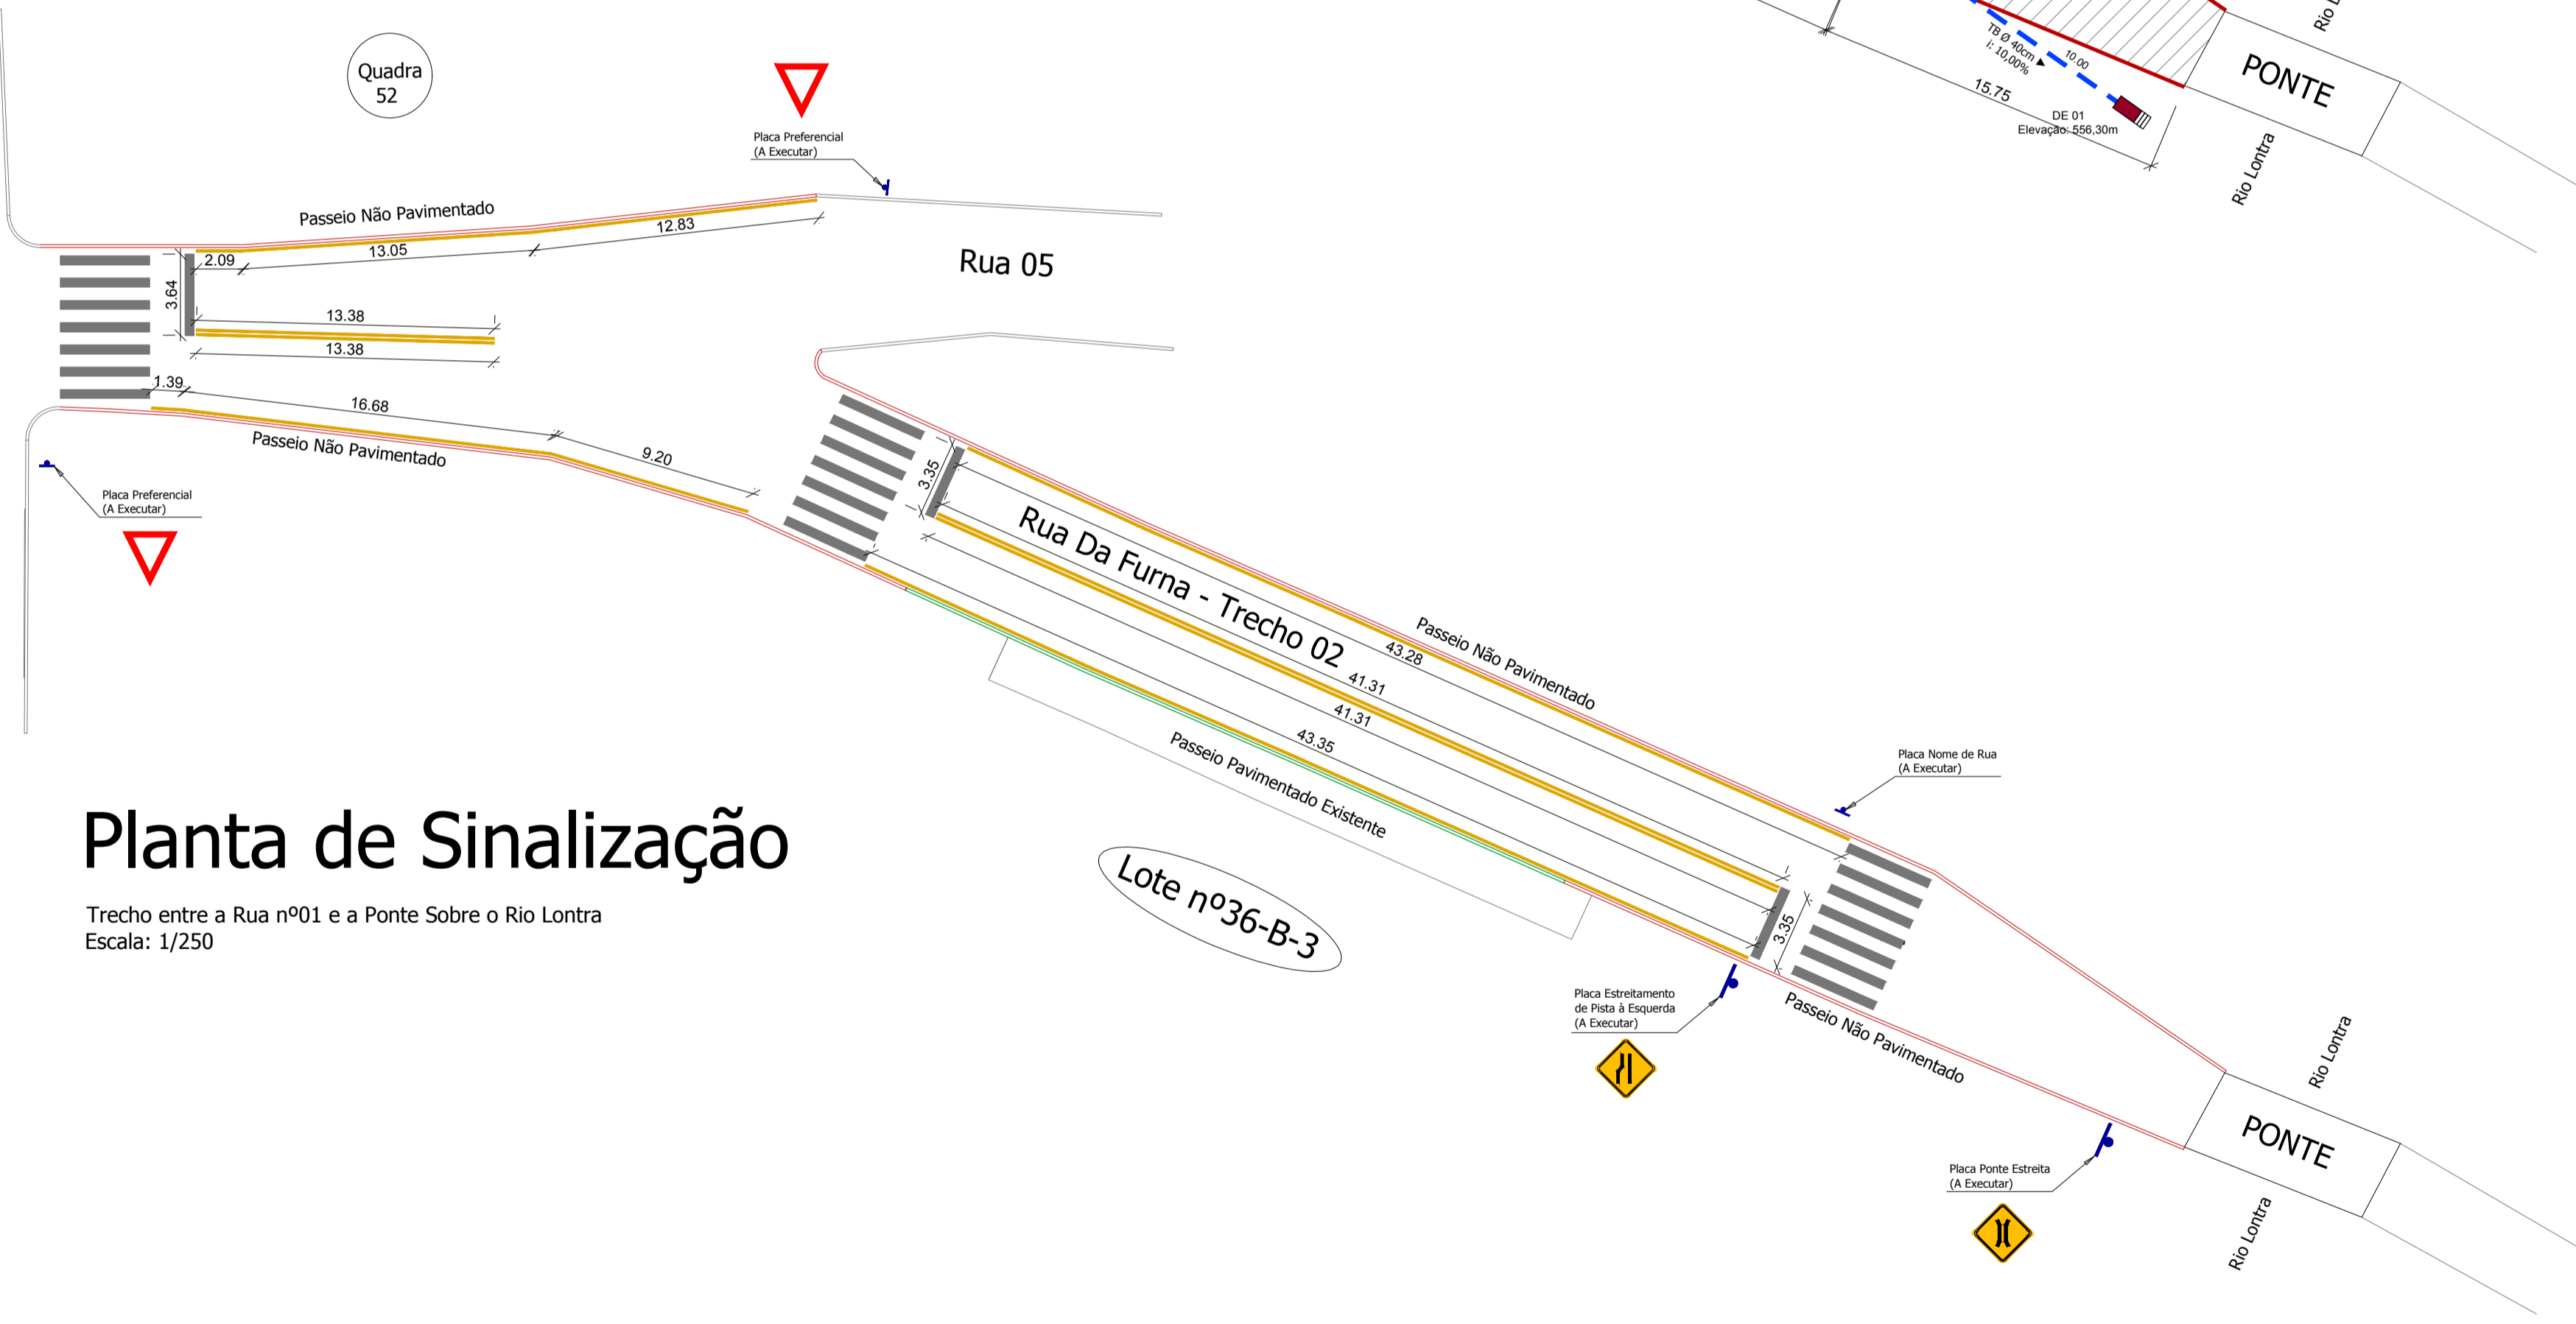 Quadra
52
Placa Preferencial
(A Executar)
Passeio Não Pavimentado
2.09
13.05
12.83
3.64
13.38
13.38
Rua 05
1.39
16.68
9.20
Passeio Não Pavimentado
Placa Preferencial
(A Executar)
3.35
Rua Da Furna - Trecho 02
43.28
41.31
41.31
43.35
Passeio Não Pavimentado
Passeio Pavimentado Existente
Lote nº36-B-3
Placa Nome de Rua
(A Executar)
3.35
Placa Estreitamento
de Pista à Esquerda
(A Executar)
Passeio Não Pavimentado
Placa Ponte Estreita
(A Executar)
PONTE
Rio Lontra
Rio Lontra
TB Ø 40cm
i: 10,00%
10.00
15.75
DE 01
Elevação: 556,30m
PONTE
Rio Lontra
Rio
Planta de Sinalização
Trecho entre a Rua nº01 e a Ponte Sobre o Rio Lontra
Escala: 1/250